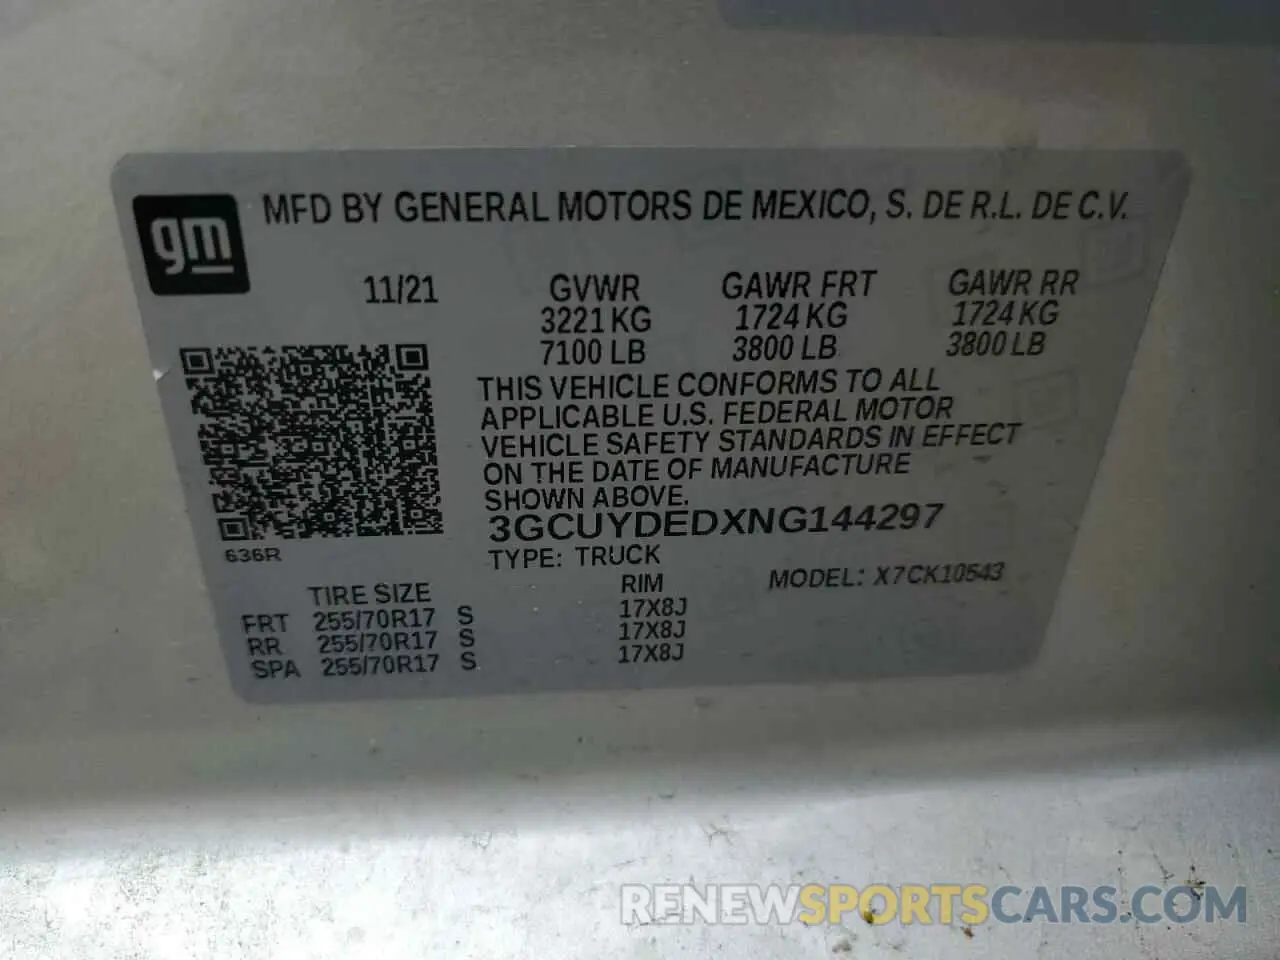 gm
MFD BY GENERAL MOTORS DE MEXICO, S. DE R.L. DE C.V.
11/21 GVWR GAWR FRT GAWR RR
3221 KG 1724 KG 1724 KG
7100 LB 3800 LB 3800 LB
THIS VEHICLE CONFORMS TO ALL
APPLICABLE U.S. FEDERAL MOTOR
VEHICLE SAFETY STANDARDS IN EFFECT
ON THE DATE OF MANUFACTURE
SHOWN ABOVE.
3GCUYDEDXNG144297
636R
TYPE: TRUCK
MODEL: X7CK10543
TIRE SIZE RIM
FRT 255/70R17 S 17X8J
RR 255/70R17 S 17X8J
SPA 255/70R17 S 17X8J
RENEWSPORTSCARS.COM